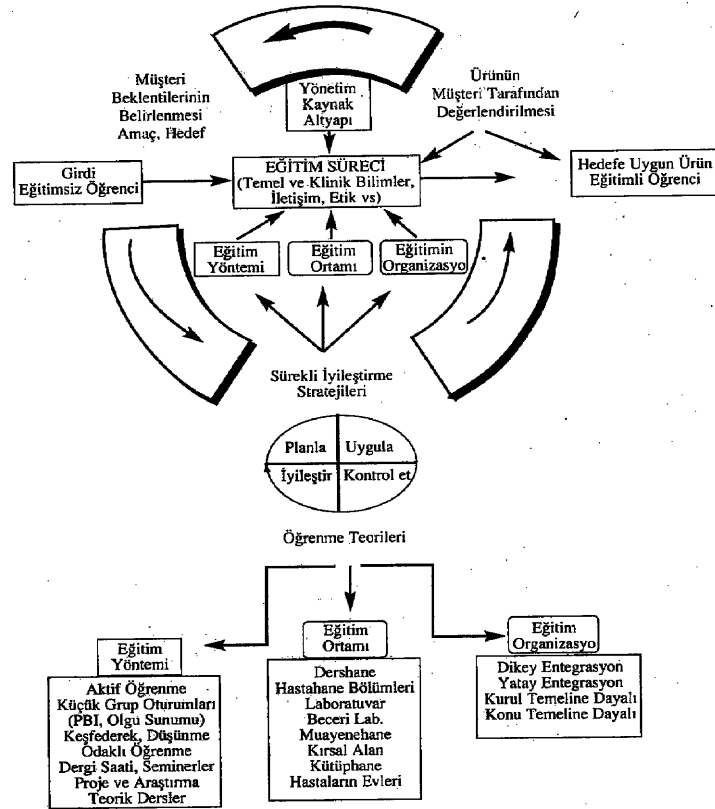 Müşteri
Beklentilerinin
Belirlenmesi
Amaç, Hedef
Yönetim
Kaynak
Altyapı
Ürünün
Müşteri Tarafından
Değerlendirilmesi
Girdi
Eğitimsiz Öğrenci
EĞİTİM SÜRECİ
(Temel ve Klinik Bilimler,
İletişim, Etik vs)
Hedefe Uygun Ürün
Eğitimli Öğrenci
Eğitim
Yöntemi
Eğitim
Ortamı
Eğitimin
Organizasyo
Sürekli İyileştirme
Stratejileri
Planla
Uygula
İyileştir
Kontrol et
Öğrenme Teorileri
Eğitim
Yöntemi
Aktif Öğrenme
Küçük Grup Oturumları
(PBI, Olgu Sunumu)
Keşfederek, Düşünme
Odaklı Öğrenme
Dergi Saati, Seminerler
Proje ve Araştırma
Teorik Dersler
Eğitim
Ortamı
Dershane
Hastahane Bölümleri
Laboratuvar
Beceri Lab.
Muayenehane
Kırsal Alan
Kütüphane
Hastaların Evleri
Eğitim
Organizasyo
Dikey Entegrasyon
Yatay Entegrasyon
Kurul Temeline Dayalı
Konu Temeline Dayalı